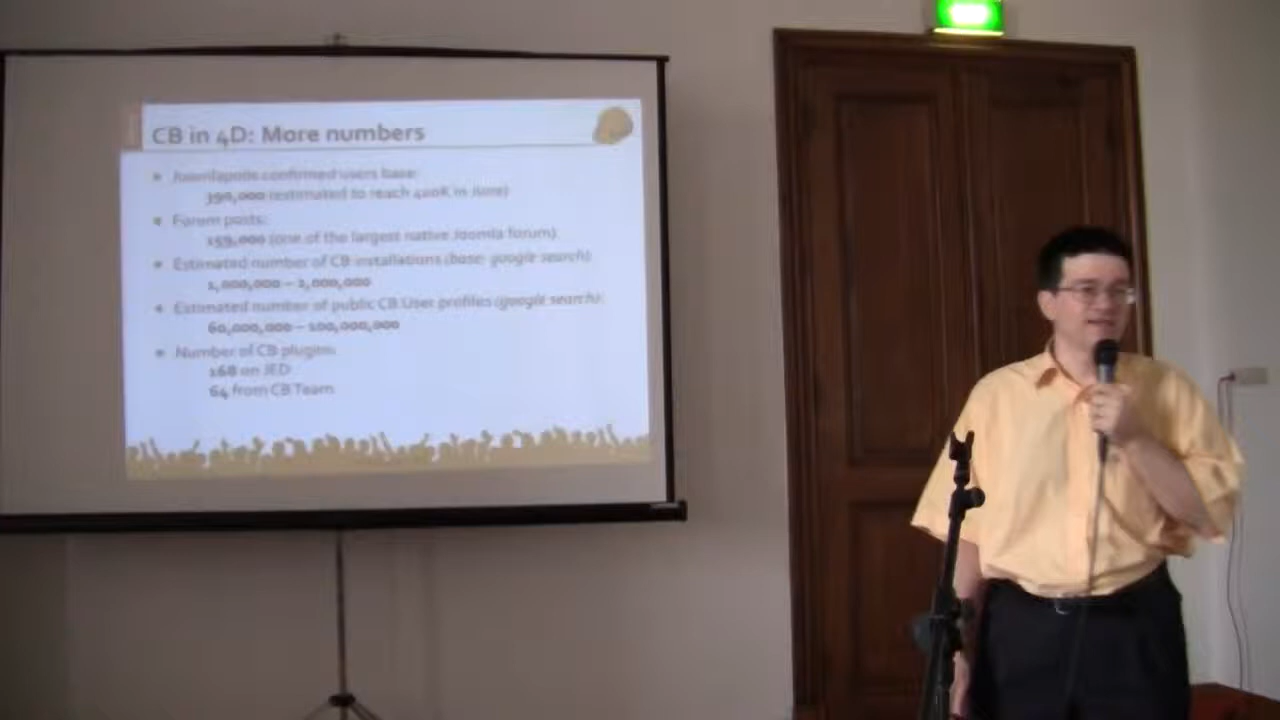 CB in 4D: More numbers
Joomlapolis confirmed users base:
390,000 (estimated to reach 400K in June)
Forum posts:
159,000 (one of the largest native Joomla forum)
Estimated number of CB installations (base: google search)
1,000,000 – 2,000,000
Estimated number of public CB User profiles (google search):
60,000,000 – 100,000,000
Number of CB plugins:
168 on JED
64 from CB Team